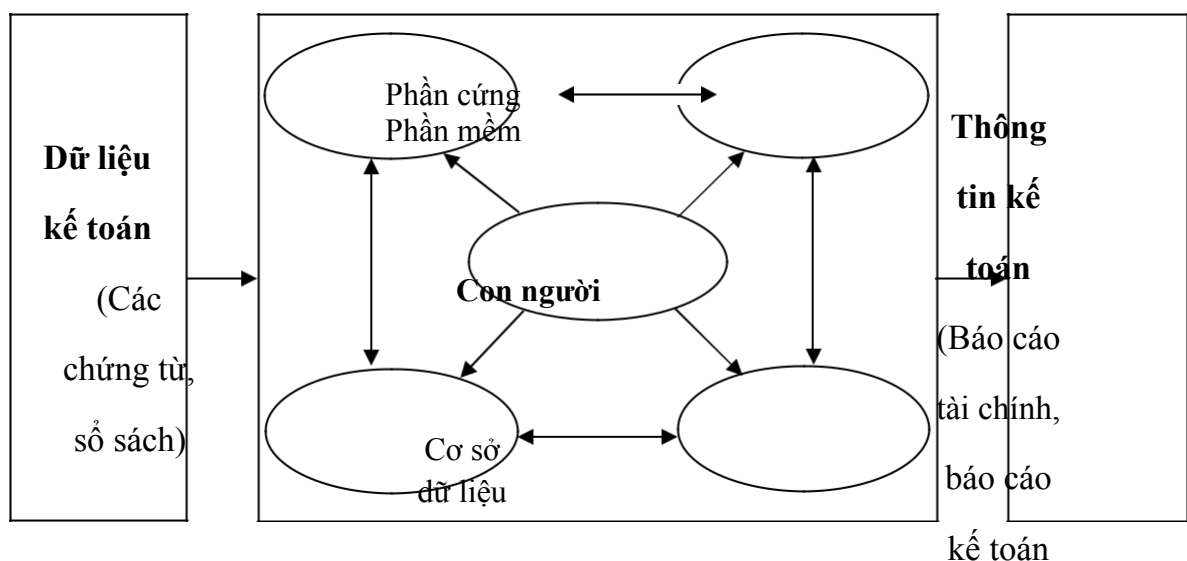 Dữ liệu
kế toán
(Các
chứng từ,
sổ sách)
Phần cứng
Phần mềm
Con người
Cơ sở
dữ liệu
Thông
tin kế
toán
(Báo cáo
tài chính,
báo cáo
kế toán